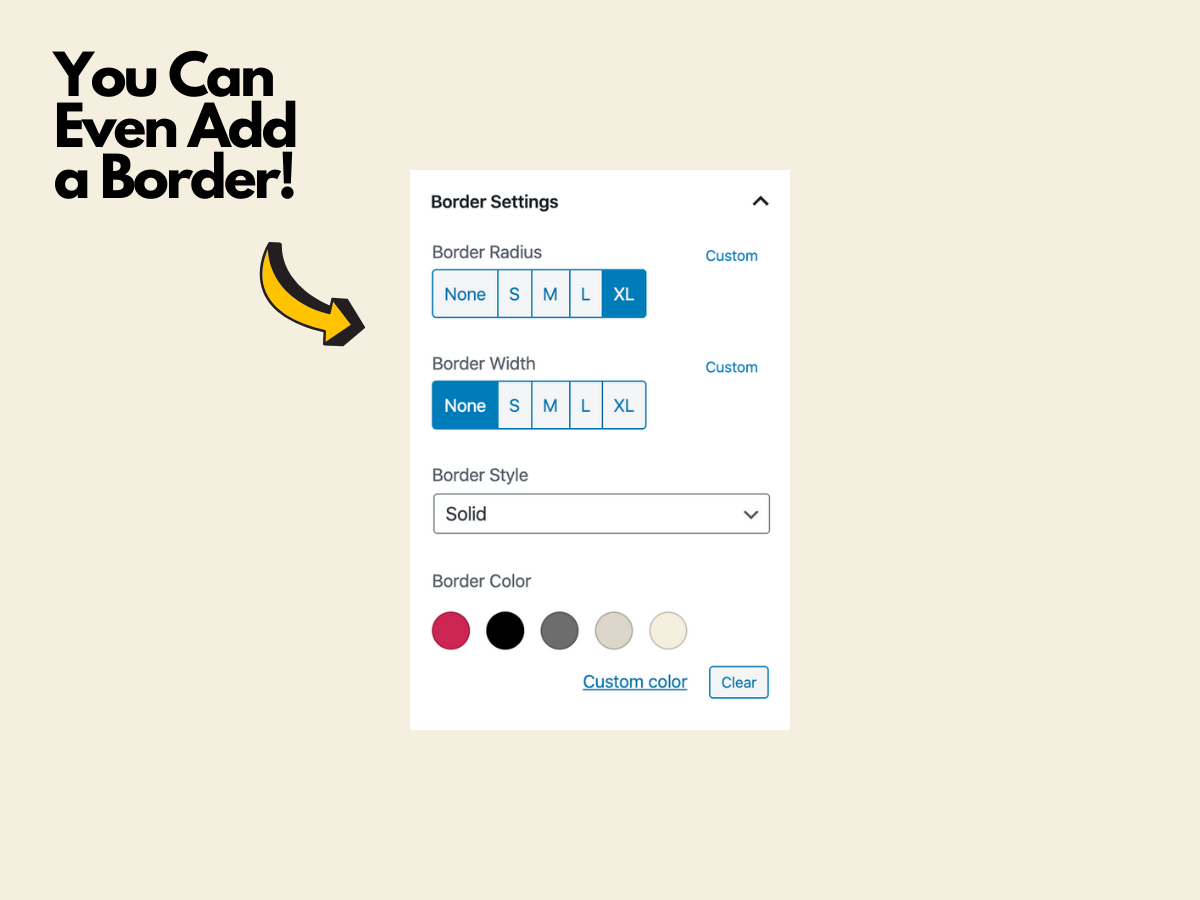 You Can
Even Add
a Border!
Border Settings
Border Radius
Custom
None S M L XL
Border Width
Custom
None S M L XL
Border Style
Solid
Border Color
Custom color
Clear